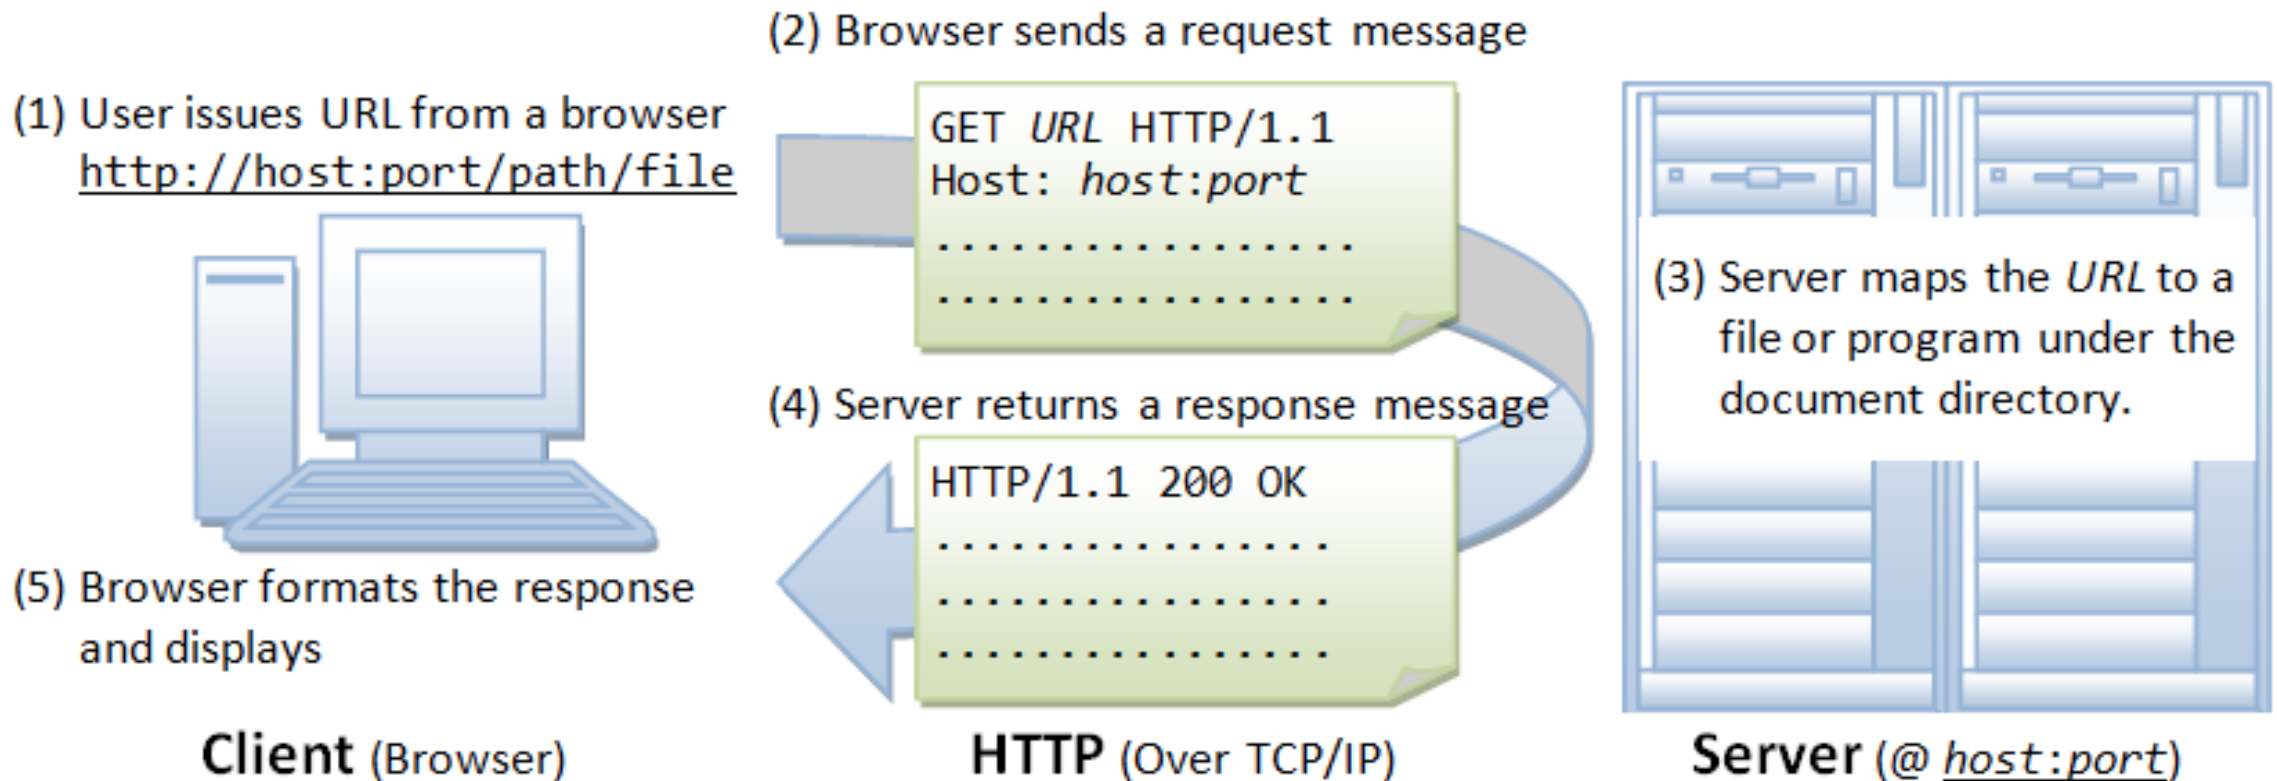 (1) User issues URL from a browser
http://host:port/path/file
(2) Browser sends a request message
GET URL HTTP/1.1
Host: host:port
.................
.................
(3) Server maps the URL to a
file or program under the
document directory.
(4) Server returns a response message
HTTP/1.1 200 OK
................
................
................
(5) Browser formats the response
and displays
Client (Browser)
HTTP (Over TCP/IP)
Server (@ host:port)